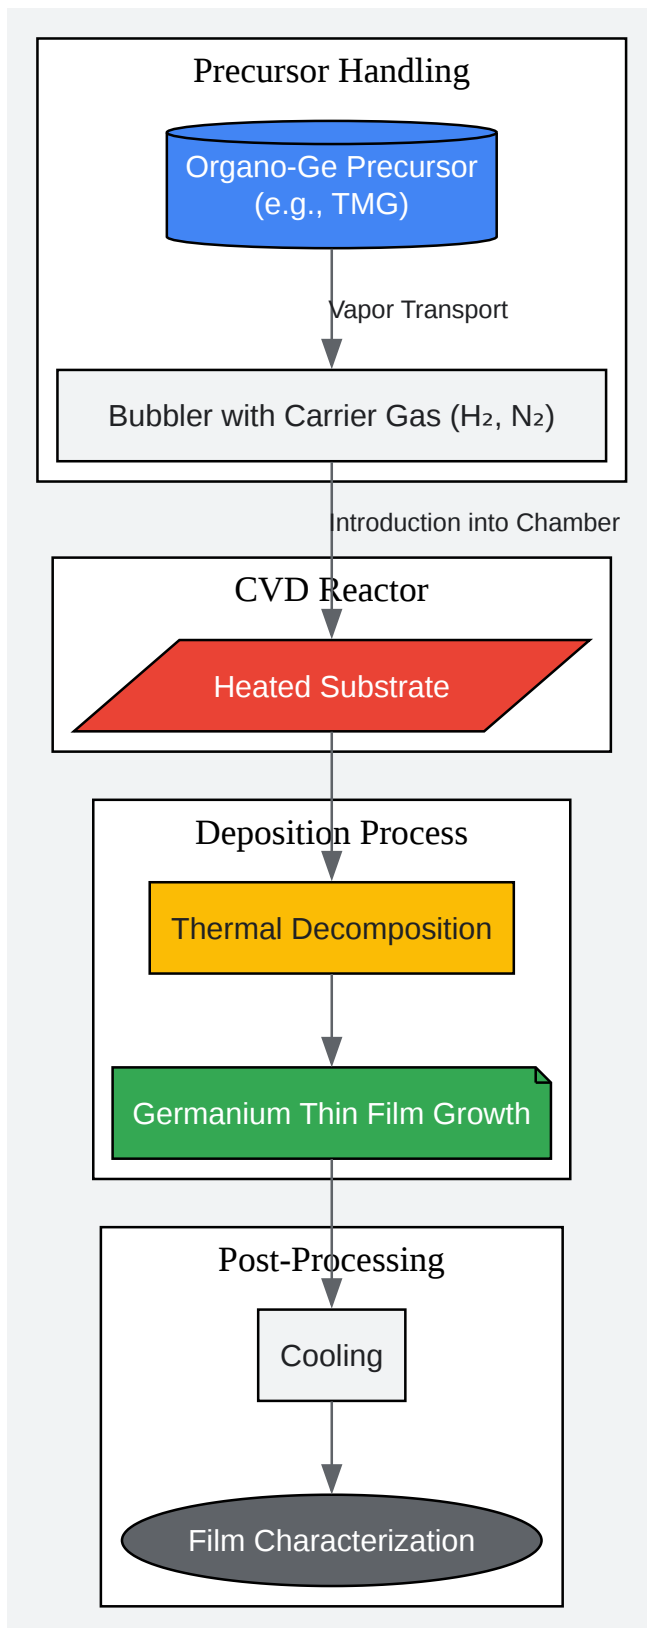 Precursor Handling
Organo-Ge Precursor
(e.g., TMG)
Vapor Transport
Bubbler with Carrier Gas (H₂, N₂)
Introduction into Chamber
CVD Reactor
Heated Substrate
Deposition Process
Thermal Decomposition
Germanium Thin Film Growth
Post-Processing
Cooling
Film Characterization